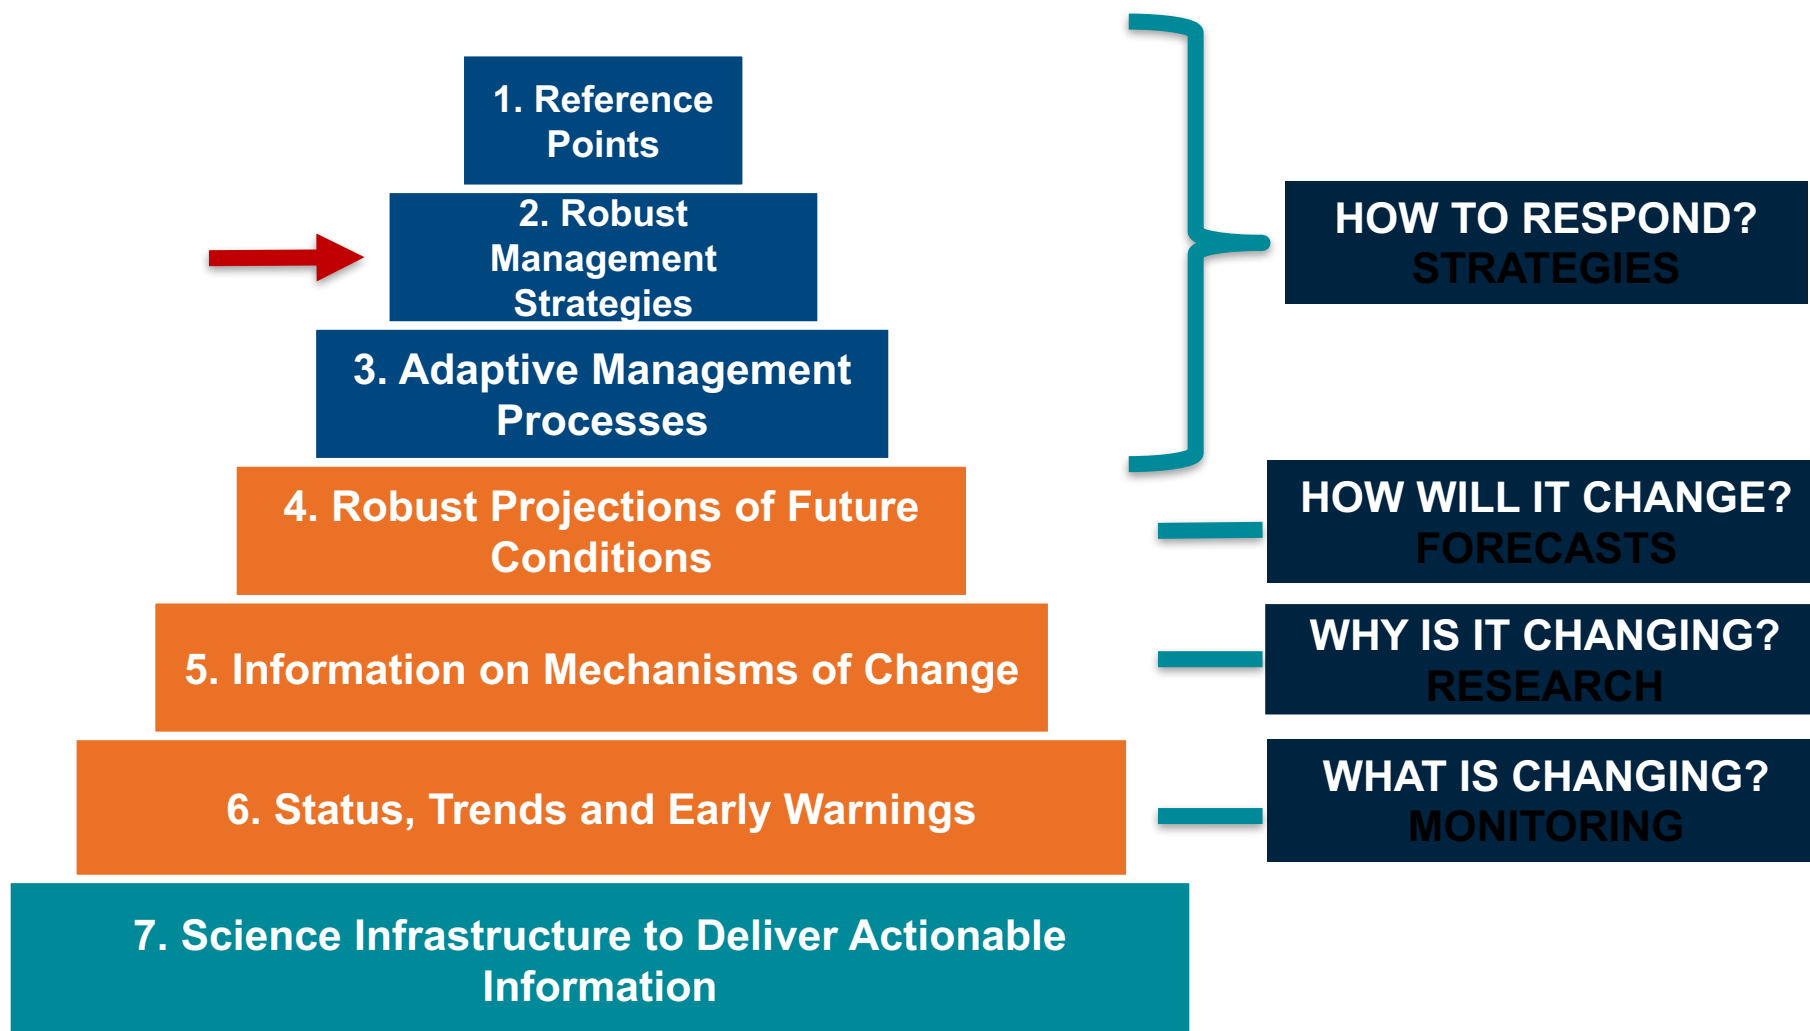 1. Reference
Points
2. Robust
Management
Strategies
3. Adaptive Management
Processes
4. Robust Projections of Future
Conditions
5. Information on Mechanisms of Change
6. Status, Trends and Early Warnings
7. Science Infrastructure to Deliver Actionable
Information
HOW TO RESPOND?
STRATEGIES
HOW WILL IT CHANGE?
FORECASTS
WHY IS IT CHANGING?
RESEARCH
WHAT IS CHANGING?
MONITORING